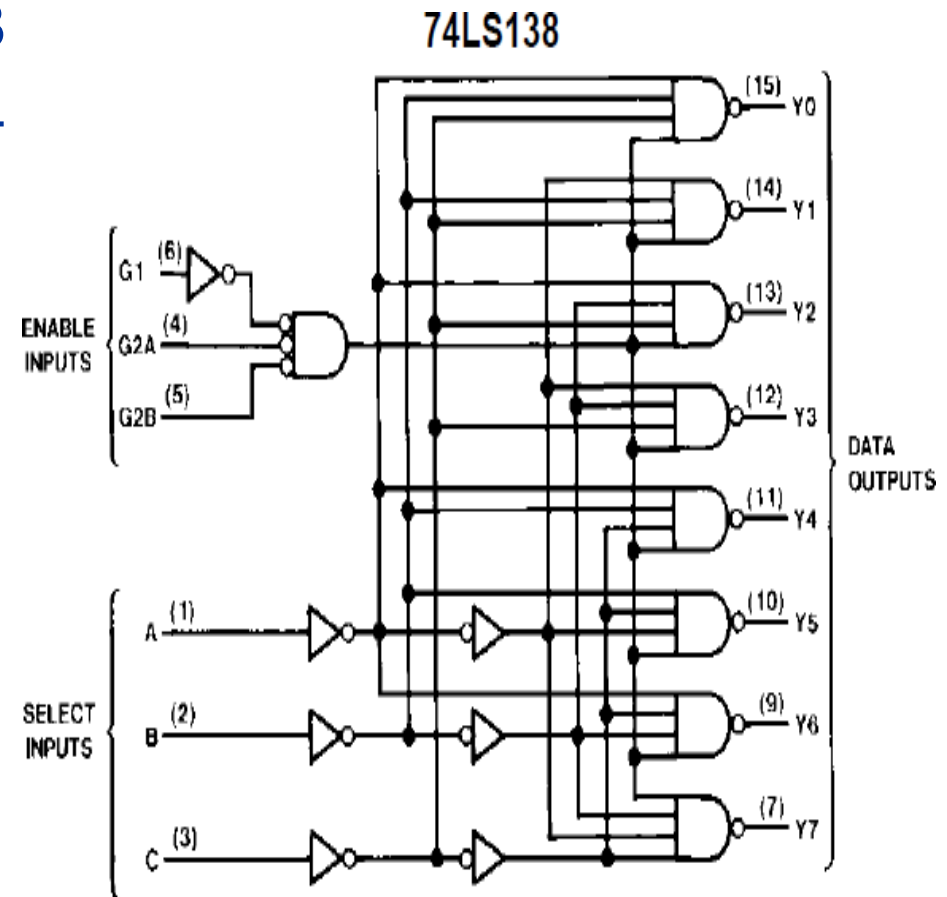 74LS138
(15) Y0
(14) Y1
(6) G1
(13) Y2
ENABLE INPUTS
(4) G2A
(5) G2B
(12) Y3
DATA OUTPUTS
(11) Y4
(1) A
(10) Y5
SELECT INPUTS
(2) B
(9) Y6
(3) C
(7) Y7